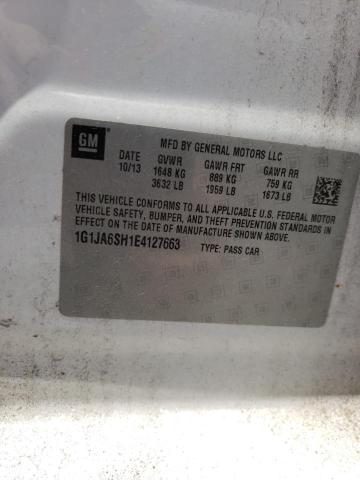 GM
MFD BY GENERAL MOTORS LLC
DATE GVWR GAWR FRT GAWR RR
10/13 1648 KG 889 KG 759 KG
3632 LB 1959 LB 1673 LB
THIS VEHICLE CONFORMS TO ALL APPLICABLE U.S. FEDERAL MOTOR
VEHICLE SAFETY, BUMPER, AND THEFT PREVENTION STANDARDS IN
EFFECT ON THE DATE OF MANUFACTURE SHOWN ABOVE.
1G1JA6SH1E4127663 TYPE: PASS CAR